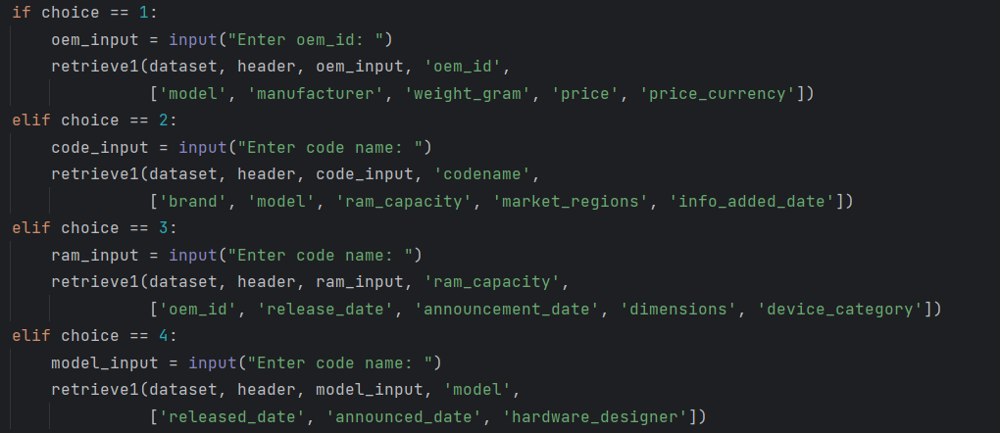 if choice == 1:
    oem_input = input("Enter oem_id: ")
    retrieve1(dataset, header, oem_input, 'oem_id',
              ['model', 'manufacturer', 'weight_gram', 'price', 'price_currency'])
elif choice == 2:
    code_input = input("Enter code name: ")
    retrieve1(dataset, header, code_input, 'codename',
              ['brand', 'model', 'ram_capacity', 'market_regions', 'info_added_date'])
elif choice == 3:
    ram_input = input("Enter code name: ")
    retrieve1(dataset, header, ram_input, 'ram_capacity',
              ['oem_id', 'release_date', 'announcement_date', 'dimensions', 'device_category'])
elif choice == 4:
    model_input = input("Enter code name: ")
    retrieve1(dataset, header, model_input, 'model',
              ['released_date', 'announced_date', 'hardware_designer'])